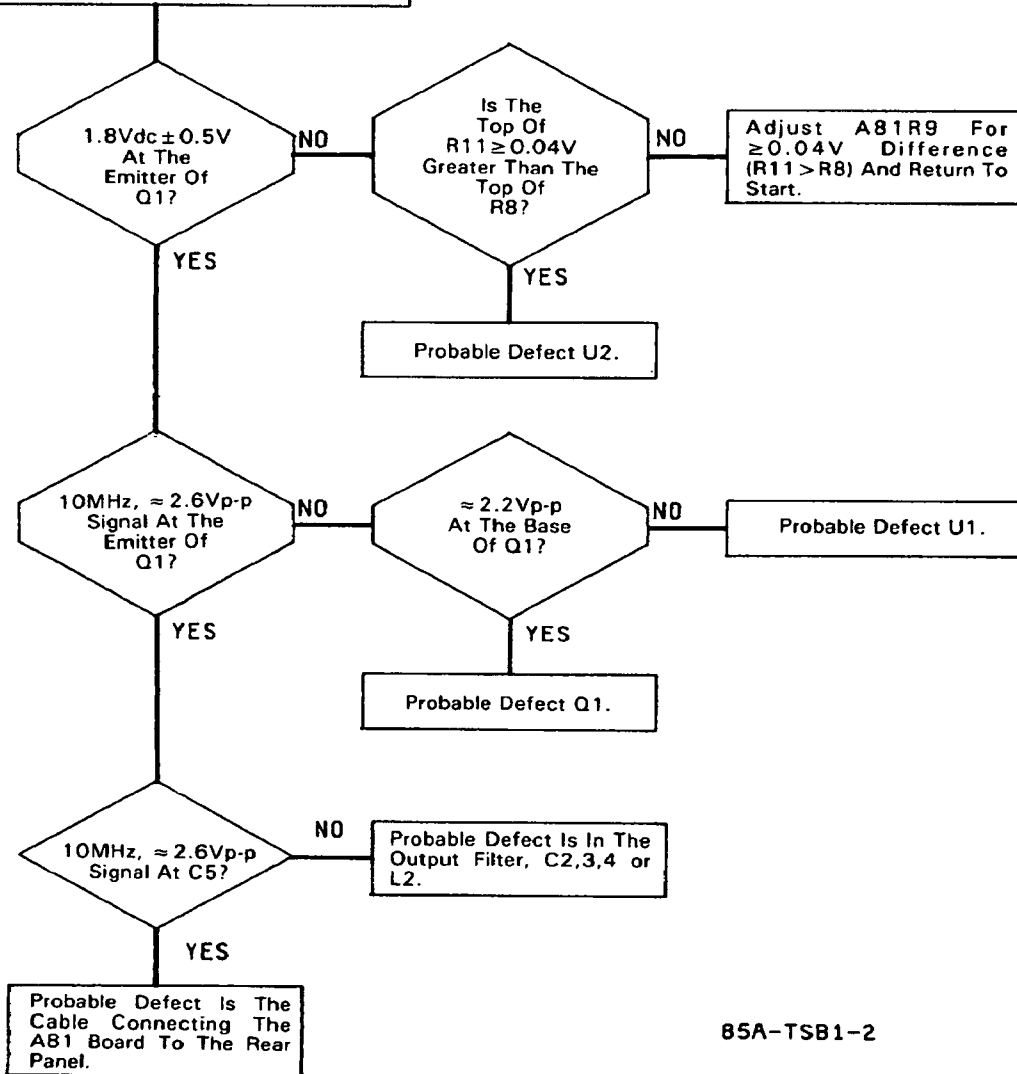 1.8Vdc ± 0.5V
At The
Emitter Of
Q1?
NO
Is The
Top Of
R11 ≥ 0.04V
Greater Than The
Top Of
R8?
NO
Adjust A81R9 For
≥0.04V Difference
(R11 > R8) And Return To
Start.
YES
YES
Probable Defect U2.
10MHz, ≈ 2.6Vp-p
Signal At The
Emitter Of
Q1?
NO
≈ 2.2Vp-p
At The Base
Of Q1?
NO
Probable Defect U1.
YES
YES
Probable Defect Q1.
10MHz, ≈ 2.6Vp-p
Signal At C5?
NO
Probable Defect Is In The
Output Filter, C2,3,4 or
L2.
YES
Probable Defect Is The
Cable Connecting The
A81 Board To The Rear
Panel.
85A-TSB1-2